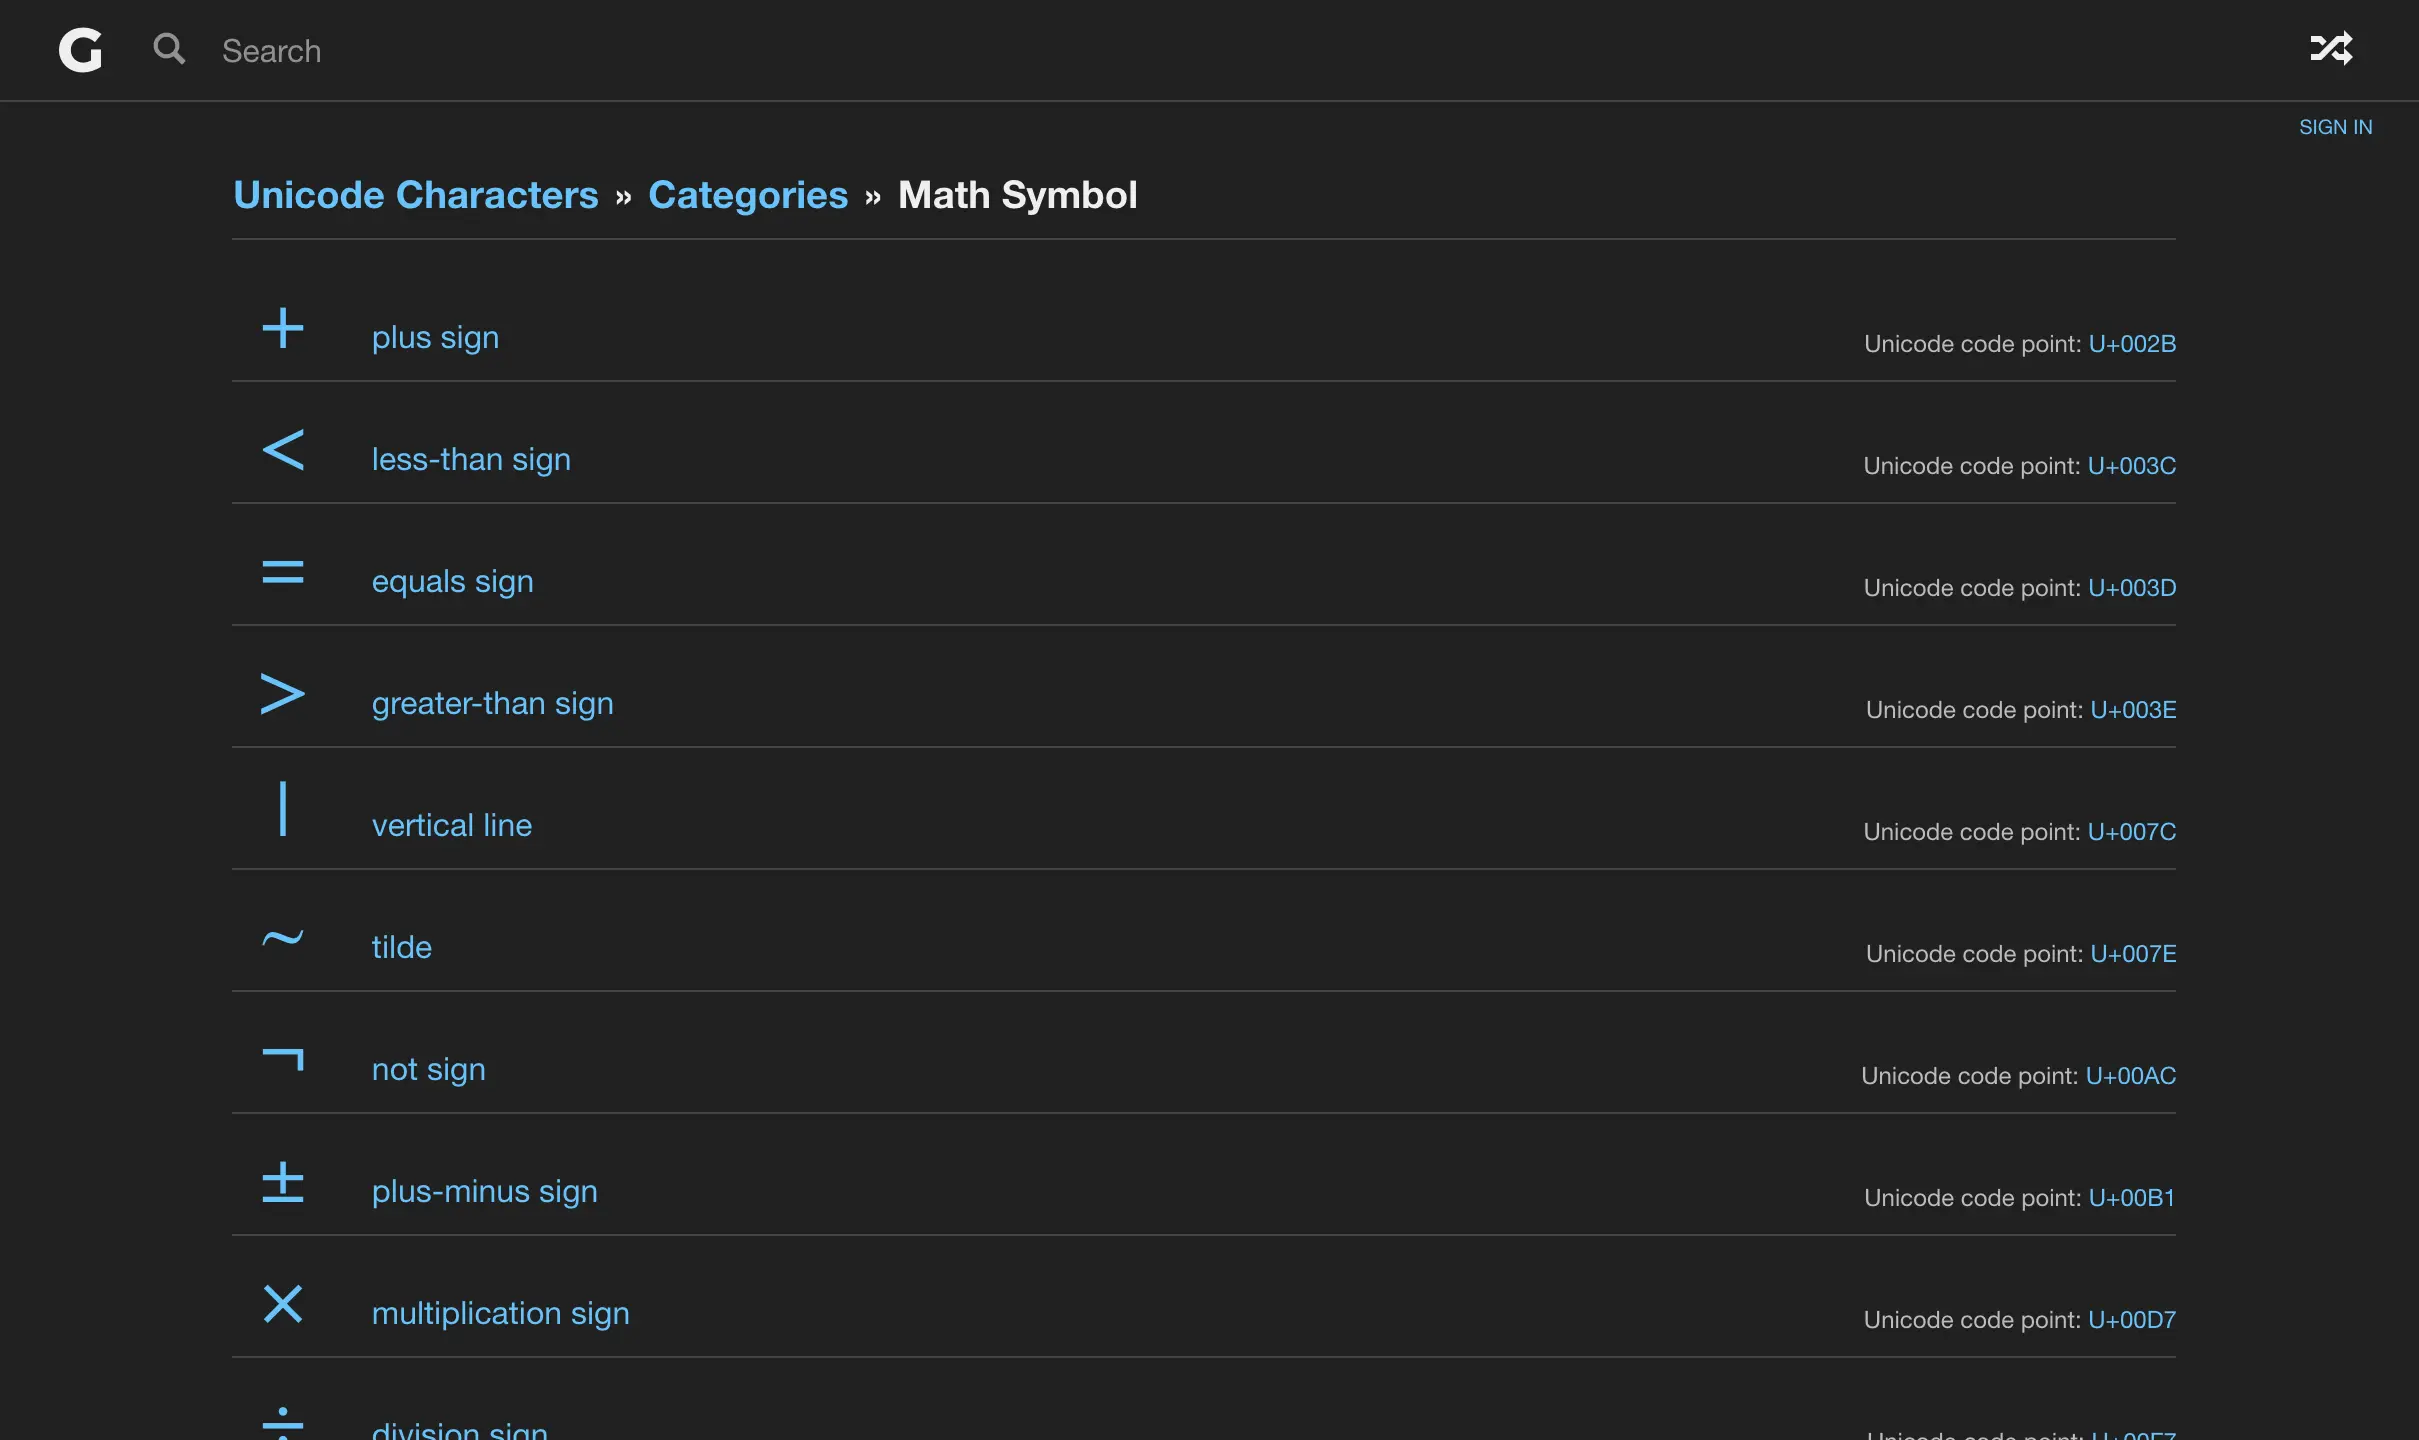 G Search
SIGN IN
Unicode Characters » Categories » Math Symbol
+ plus sign Unicode code point: U+002B
< less-than sign Unicode code point: U+003C
= equals sign Unicode code point: U+003D
> greater-than sign Unicode code point: U+003E
| vertical line Unicode code point: U+007C
~ tilde Unicode code point: U+007E
¬ not sign Unicode code point: U+00AC
± plus-minus sign Unicode code point: U+00B1
× multiplication sign Unicode code point: U+00D7
÷ division sign Unicode code point: U+00F7